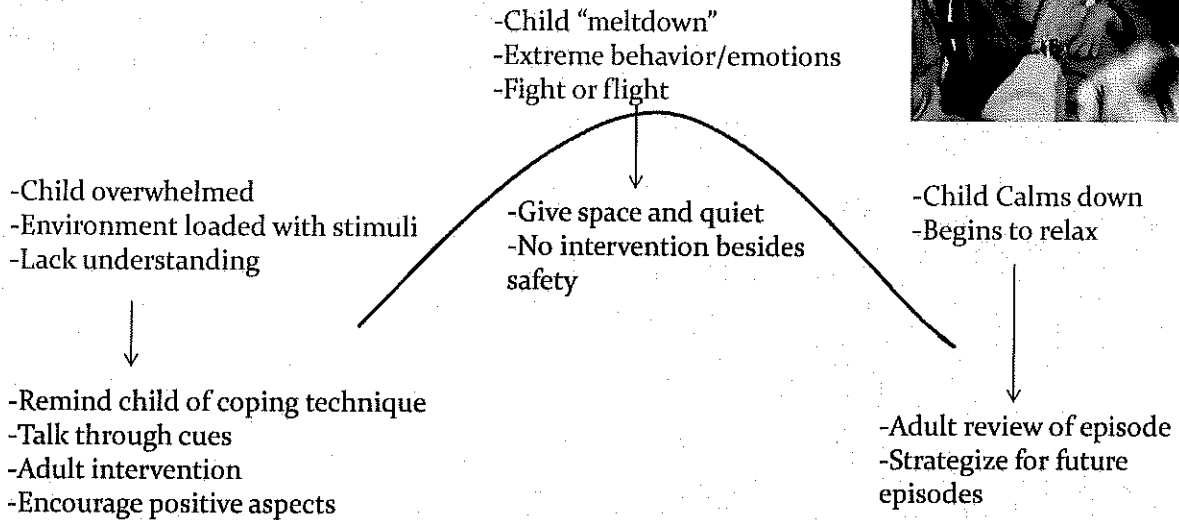 -Child “meltdown”
-Extreme behavior/emotions
-Fight or flight
-Child overwhelmed
-Environment loaded with stimuli
-Lack understanding
-Give space and quiet
-No intervention besides
safety
-Child Calms down
-Begins to relax
-Remind child of coping technique
-Talk through cues
-Adult intervention
-Encourage positive aspects
-Adult review of episode
-Strategize for future
episodes